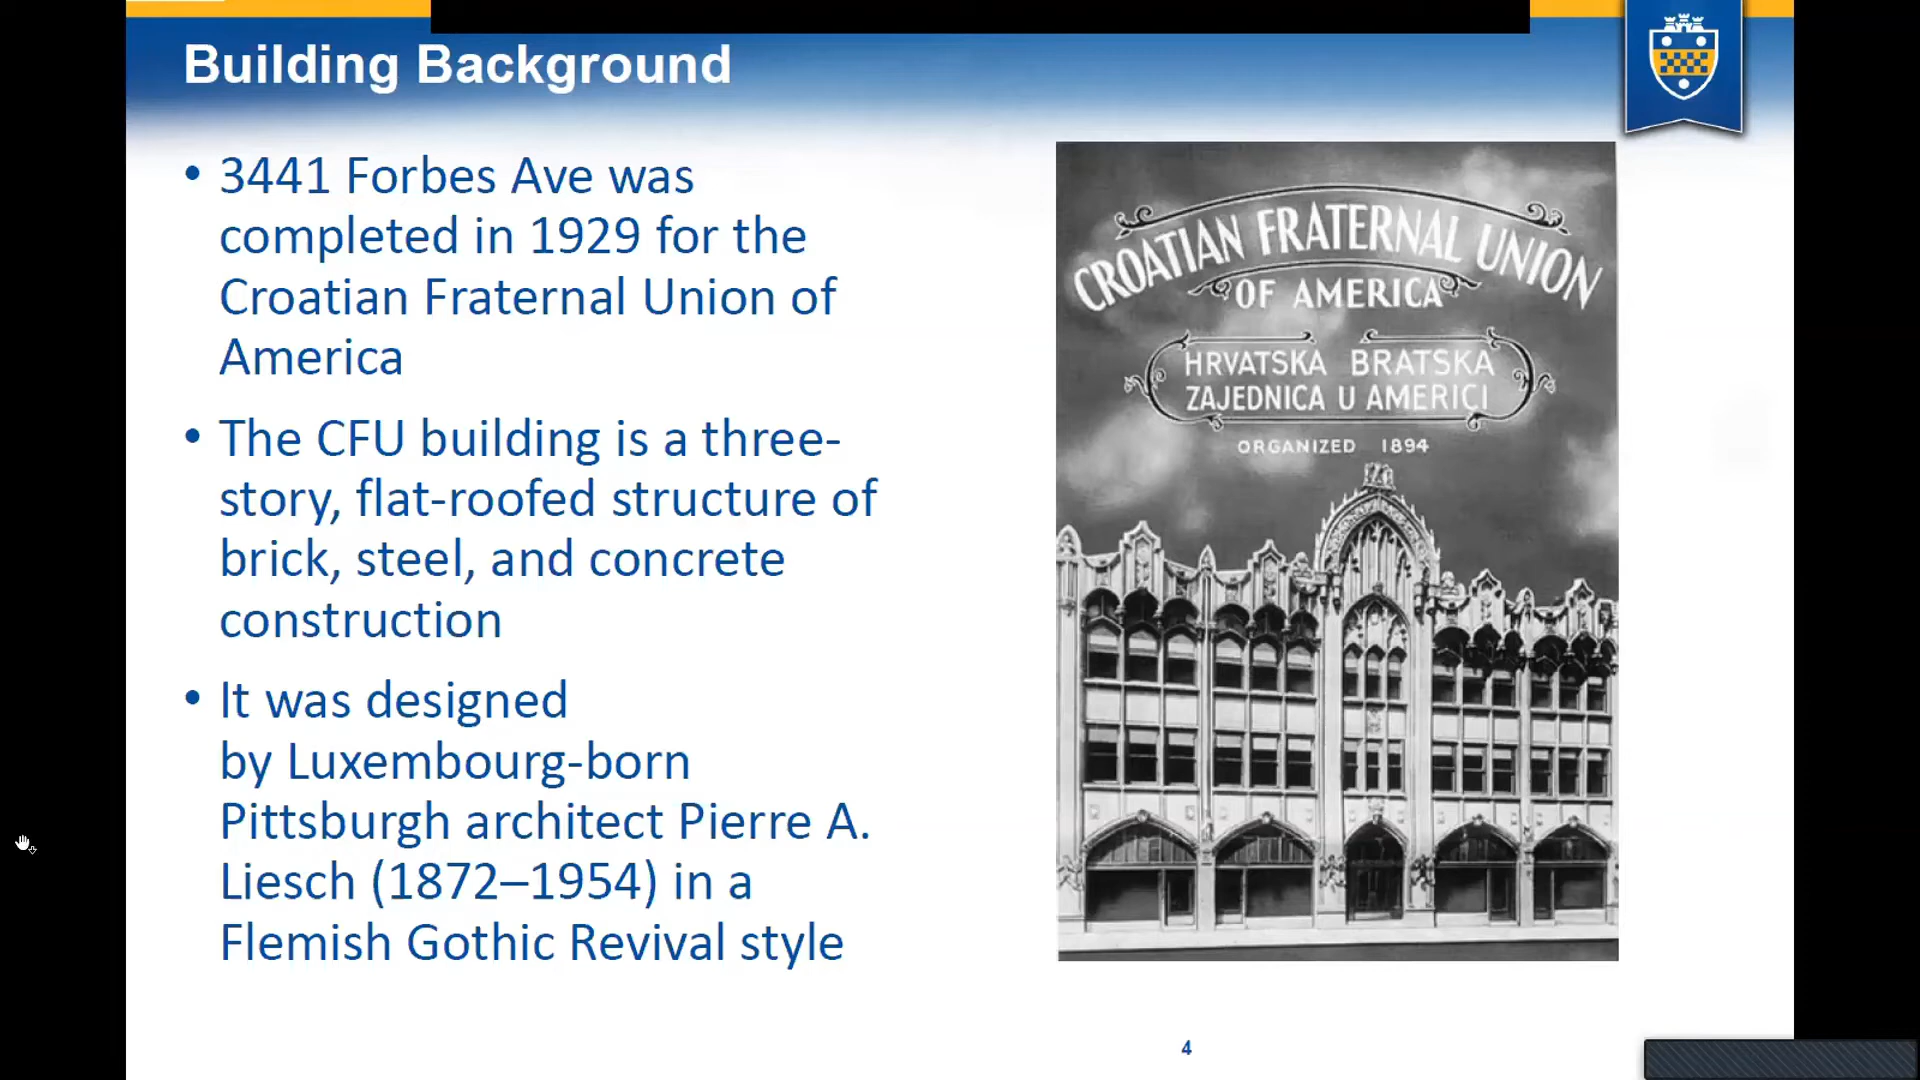 Building Background
• 3441 Forbes Ave was
completed in 1929 for the
Croatian Fraternal Union of
America
• The CFU building is a three-
story, flat-roofed structure of
brick, steel, and concrete
construction
• It was designed
by Luxembourg-born
Pittsburgh architect Pierre A.
Liesch (1872–1954) in a
Flemish Gothic Revival style
CROATIAN FRATERNAL UNION
OF AMERICA
HRVATSKA BRATSKA
ZAJEDNICA U AMERICI
ORGANIZED 1894
4